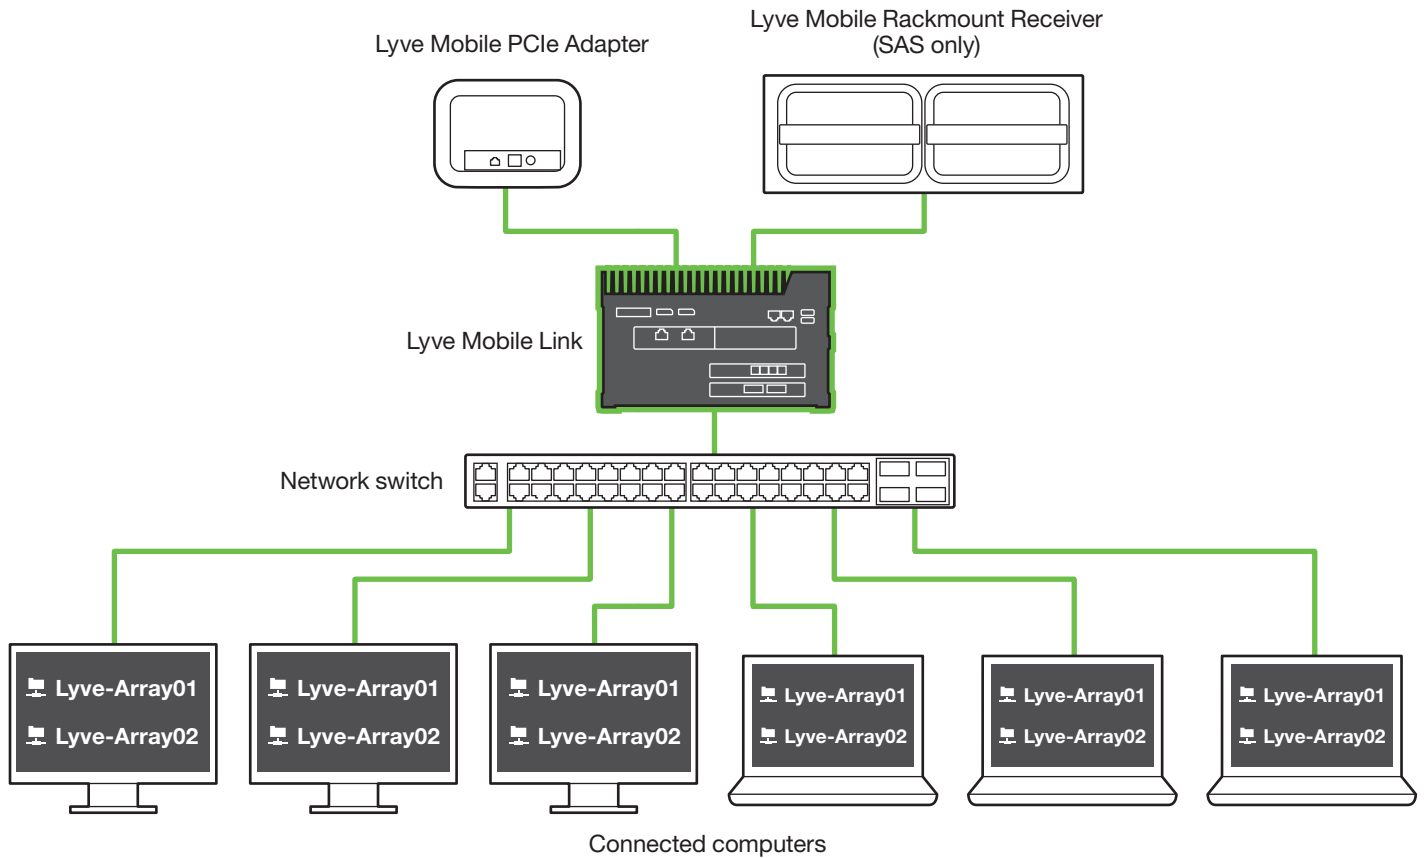 Lyve Mobile PCIe Adapter
Lyve Mobile Rackmount Receiver
(SAS only)
Lyve Mobile Link
Network switch
Lyve-Array01
Lyve-Array02
Lyve-Array01
Lyve-Array02
Lyve-Array01
Lyve-Array02
Lyve-Array01
Lyve-Array02
Lyve-Array01
Lyve-Array02
Lyve-Array01
Lyve-Array02
Connected computers